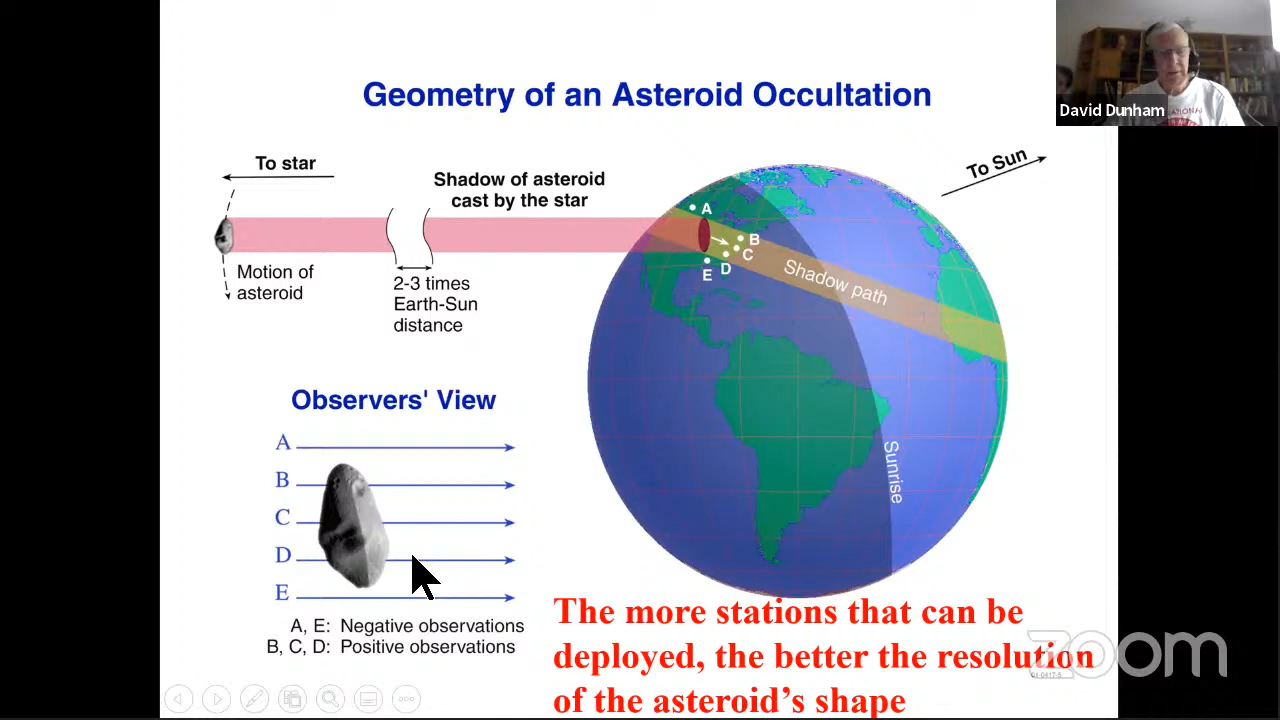 David Dunham
Geometry of an Asteroid Occultation
To star
To Sun
Shadow of asteroid
cast by the star
A
B
C
D
E
Shadow path
Motion of
asteroid
2-3 times
Earth-Sun
distance
Sunrise
Observers' View
A
B
C
D
E
A, E: Negative observations
B, C, D: Positive observations
The more stations that can be
deployed, the better the resolution
of the asteroid’s shape
zoom